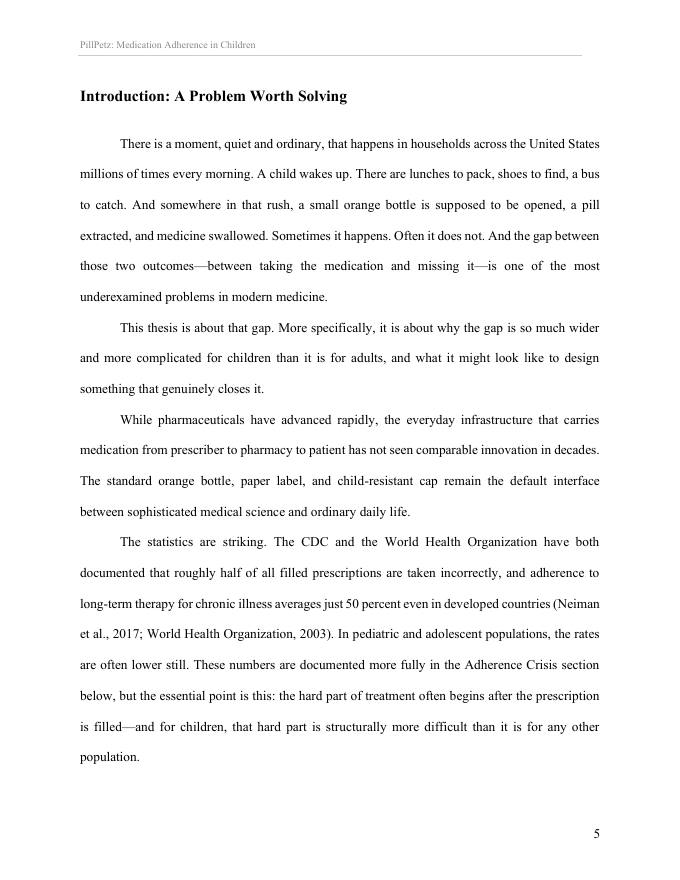 PillPetz: Medication Adherence in Children
Introduction: A Problem Worth Solving
There is a moment, quiet and ordinary, that happens in households across the United States
millions of times every morning. A child wakes up. There are lunches to pack, shoes to find, a bus
to catch. And somewhere in that rush, a small orange bottle is supposed to be opened, a pill
extracted, and medicine swallowed. Sometimes it happens. Often it does not. And the gap between
those two outcomes—between taking the medication and missing it—is one of the most
underexamined problems in modern medicine.
This thesis is about that gap. More specifically, it is about why the gap is so much wider
and more complicated for children than it is for adults, and what it might look like to design
something that genuinely closes it.
While pharmaceuticals have advanced rapidly, the everyday infrastructure that carries
medication from prescriber to pharmacy to patient has not seen comparable innovation in decades.
The standard orange bottle, paper label, and child-resistant cap remain the default interface
between sophisticated medical science and ordinary daily life.
The statistics are striking. The CDC and the World Health Organization have both
documented that roughly half of all filled prescriptions are taken incorrectly, and adherence to
long-term therapy for chronic illness averages just 50 percent even in developed countries (Neiman
et al., 2017; World Health Organization, 2003). In pediatric and adolescent populations, the rates
are often lower still. These numbers are documented more fully in the Adherence Crisis section
below, but the essential point is this: the hard part of treatment often begins after the prescription
is filled—and for children, that hard part is structurally more difficult than it is for any other
population.
5